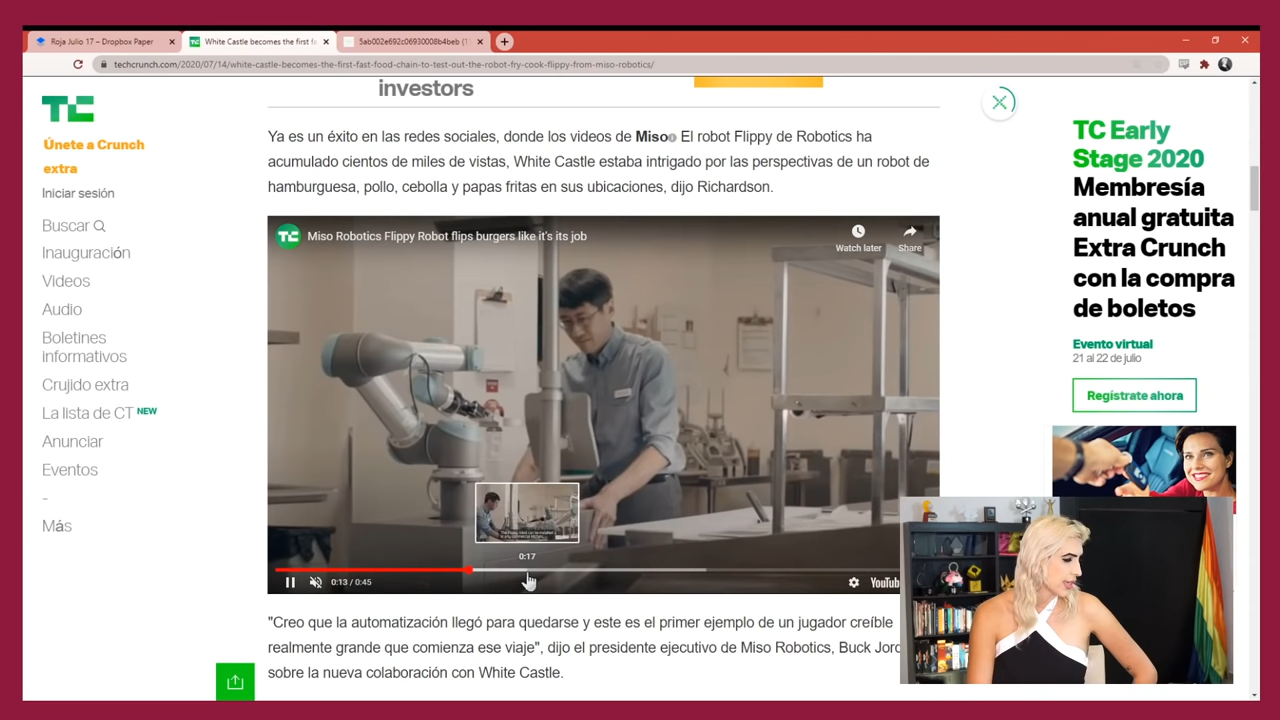 Roja Julio 17 – Dropbox Paper
White Castle becomes the first f
5ab002e692c06930008b4beb (1
techcrunch.com/2020/07/14/white-castle-becomes-the-first-fast-food-chain-to-test-out-the-robot-fry-cook-flippy-from-miso-robotics/
Únete a Crunch
extra
Iniciar sesión
Buscar
Inauguración
Videos
Audio
Boletines
informativos
Crujido extra
La lista de CT NEW
Anunciar
Eventos
-
Más
investors
Ya es un éxito en las redes sociales, donde los videos de Miso El robot Flippy de Robotics ha
acumulado cientos de miles de vistas, White Castle estaba intrigado por las perspectivas de un robot de
hamburguesa, pollo, cebolla y papas fritas en sus ubicaciones, dijo Richardson.
TC Miso Robotics Flippy Robot flips burgers like it's its job
Watch later
Share
0:17
0:13 / 0:45
YouTub
"Creo que la automatización llegó para quedarse y este es el primer ejemplo de un jugador creíble
realmente grande que comienza ese viaje", dijo el presidente ejecutivo de Miso Robotics, Buck Jor
sobre la nueva colaboración con White Castle.
TC Early
Stage 2020
Membresía
anual gratuita
Extra Crunch
con la compra
de boletos
Evento virtual
21 al 22 de julio
Regístrate ahora